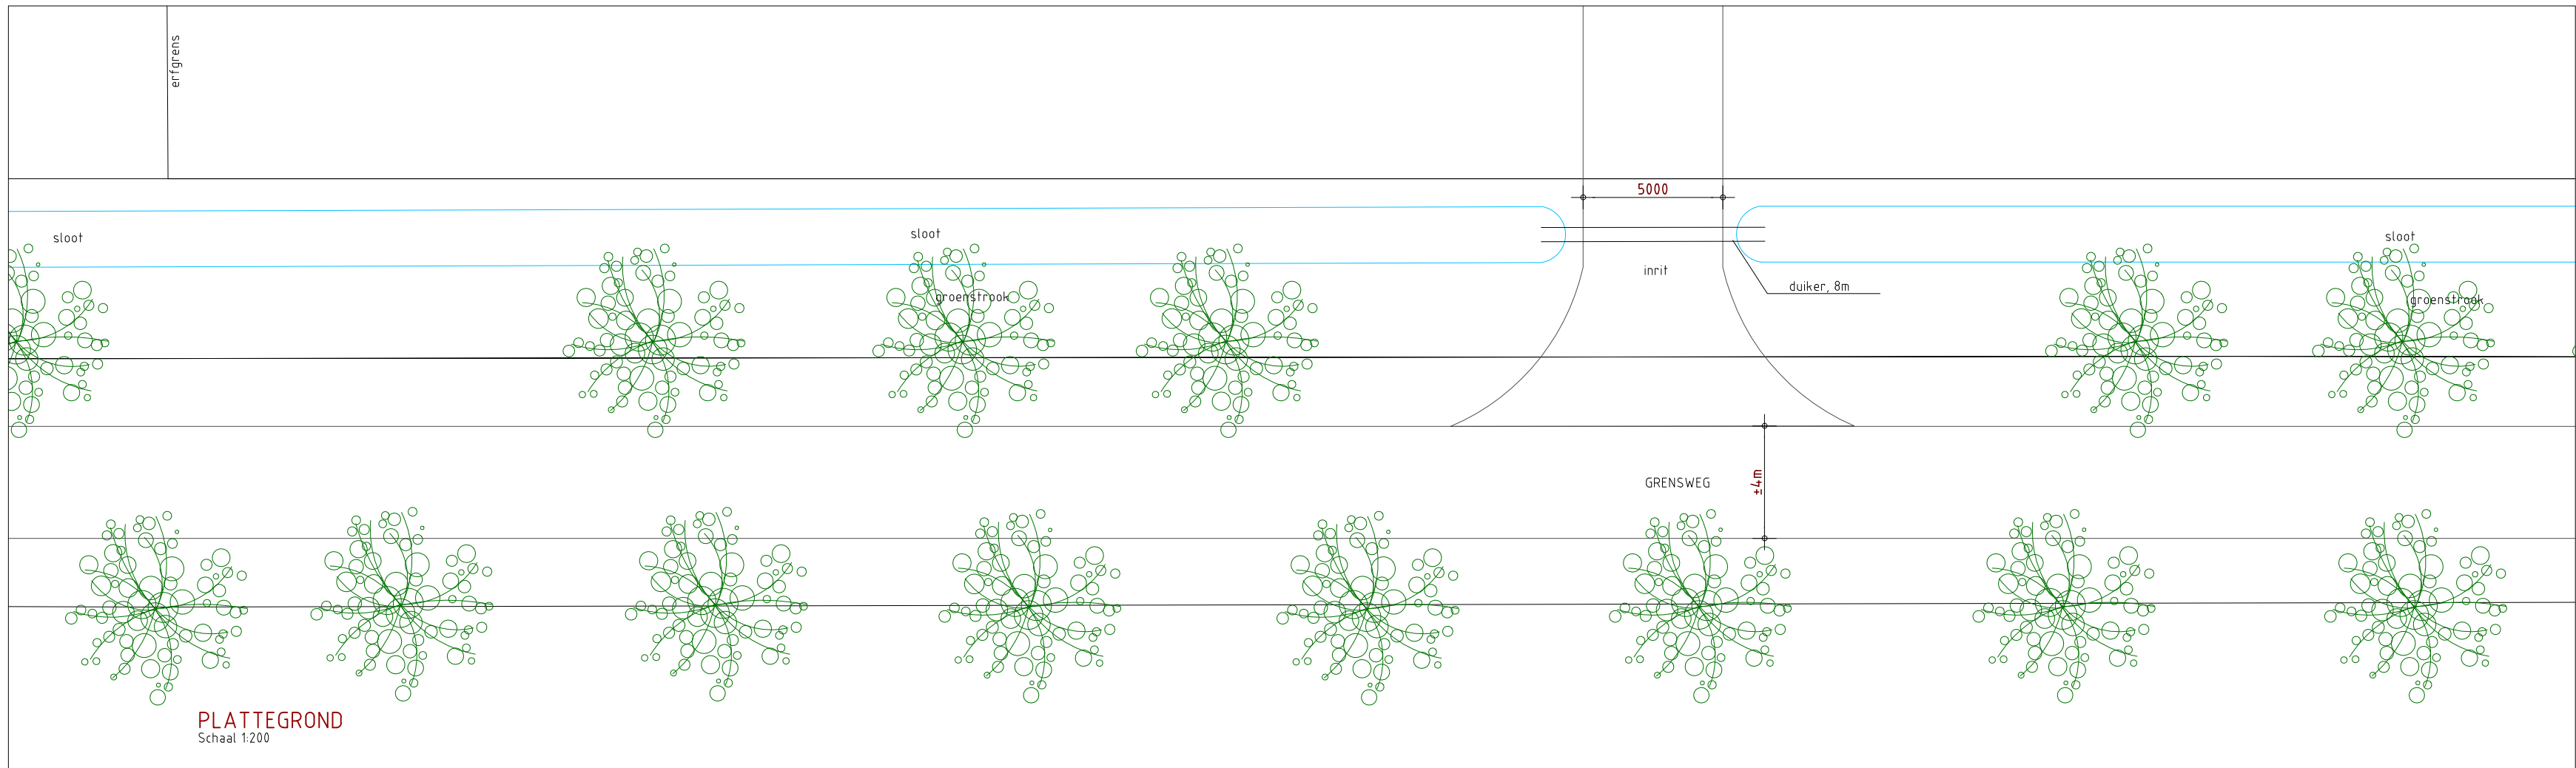 erfgrens
5000
sloot
sloot
sloot
inrit
duiker, 8m
groenstrook
groenstrook
GRENSWEG
±4m
PLATTEGROND
Schaal 1:200